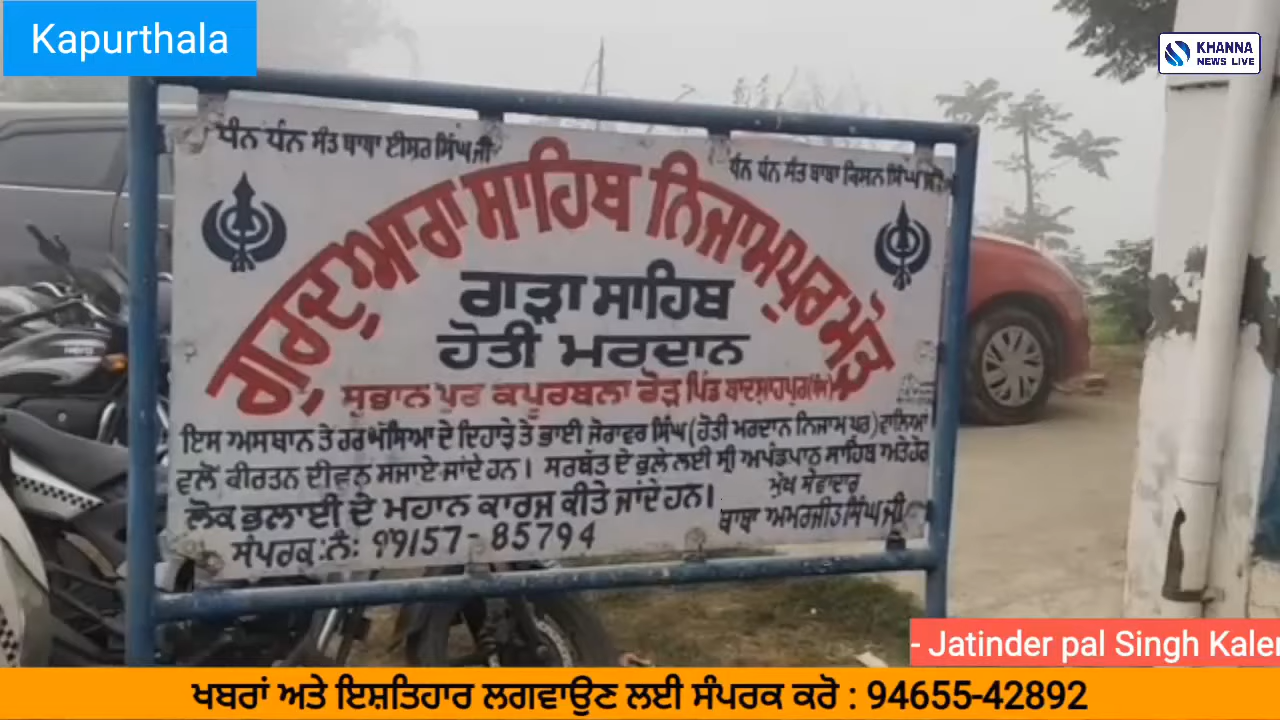 Kapurthala
KHANNA
NEWS LIVE
ਧੰਨ ਧੰਨ ਸੰਤ ਬਾਬਾ ਈਸ਼ਰ ਸਿੰਘ ਜੀ
ਧੰਨ ਧੰਨ ਸੰਤ ਬਾਬਾ ਕਿਸ਼ਨ ਸਿੰਘ ਜੀ
ਗੁਰਦੁਆਰਾ ਸਾਹਿਬ ਨਿਜਾਮਪੁਰ ਮੋੜ
ਰਾੜਾ ਸਾਹਿਬ
ਹੋਤੀ ਮਰਦਾਨ
ਸੁਭਾਨ ਪੁਰ ਕਪੂਰਥਲਾ ਰੋੜ ਪਿੰਡ ਬਾਦਸ਼ਾਹਪੁਰ
ਇਸ ਅਸਥਾਨ ਤੇ ਹਰ ਮੱਸਿਆ ਦੇ ਦਿਹਾੜੇ ਤੇ ਭਾਈ ਜੋਰਾਵਰ ਸਿੰਘ (ਹੋਤੀ ਮਰਦਾਨ ਨਿਜਾਮ ਪੁਰ) ਵਾਲਿਆਂ
ਵਲੋਂ ਕੀਰਤਨ ਦੀਵਾਨ ਸਜਾਏ ਜਾਂਦੇ ਹਨ। ਸਰਬੱਤ ਦੇ ਭਲੇ ਲਈ ਸ੍ਰੀ ਅਖੰਡਪਾਠ ਸਾਹਿਬ ਅਤੇ ਹੋਰ
ਲੋਕ ਭਲਾਈ ਦੇ ਮਹਾਨ ਕਾਰਜ ਕੀਤੇ ਜਾਂਦੇ ਹਨ।
ਮੁੱਖ ਸੇਵਾਦਾਰ
ਬਾਬਾ ਅਮਰਜੀਤ ਸਿੰਘ ਜੀ
ਸੰਪਰਕ ਨੰ: 99157-85794
- Jatinder pal Singh Kaler
ਖਬਰਾਂ ਅਤੇ ਇਸ਼ਤਿਹਾਰ ਲਗਵਾਉਣ ਲਈ ਸੰਪਰਕ ਕਰੋ : 94655-42892